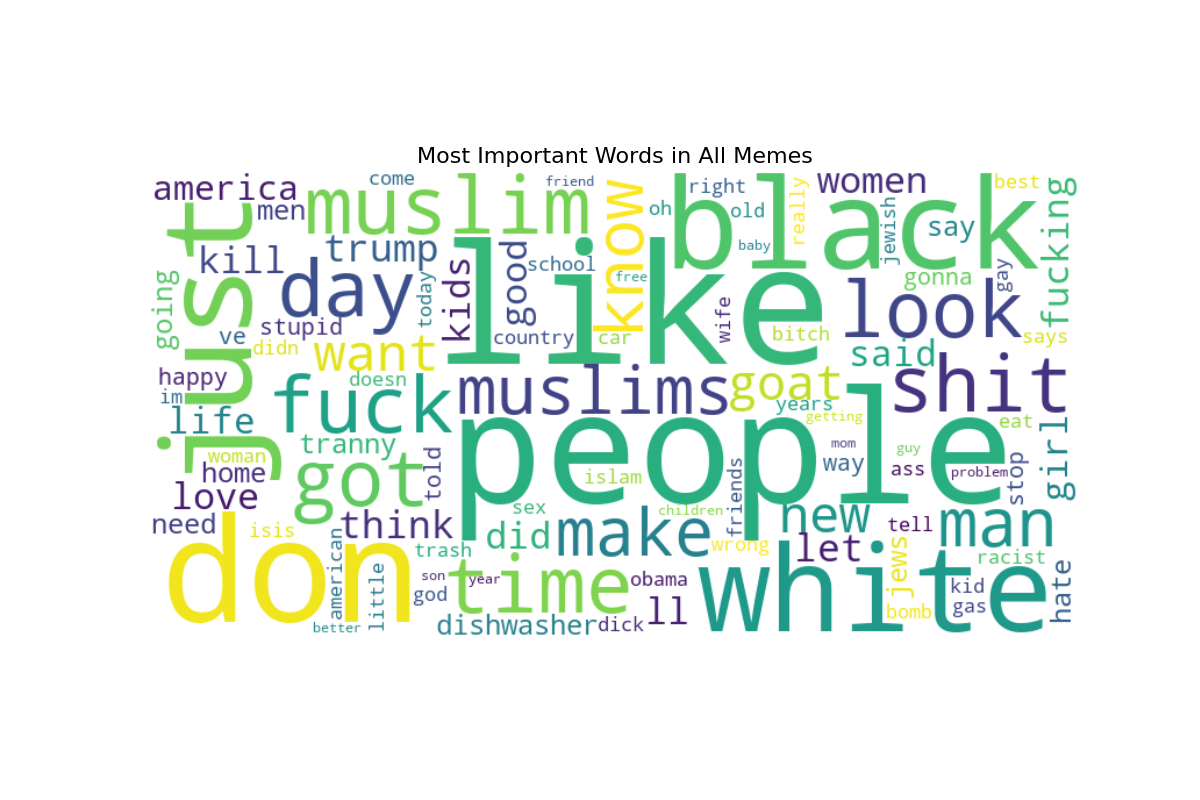 Most Important Words in All Memes
america
come
friend
muslim
men
know
oh
right
black
old
baby
really
women
jewish
say
best
fucking
just
kill
trump
day
today
kids
good
school
free
like
wife
look
gonna
gay
going
ve
stupid
didn
want
country
car
bitch
said
says
happy
im
doesn
life
fuck
muslims
goat
years
getting
shit
eat
woman
home
love
tranny
got
told
people
islam
mom
way
guy
ass
problem
stop
girl
need
isis
think
sex
did
children
friends
make
wrong
new
let
tell
man
don
american
little
better
trash
son
god
year
time
obama
ll
dishwasher
dick
white
jews
bomb
racist
kid
gas
hate